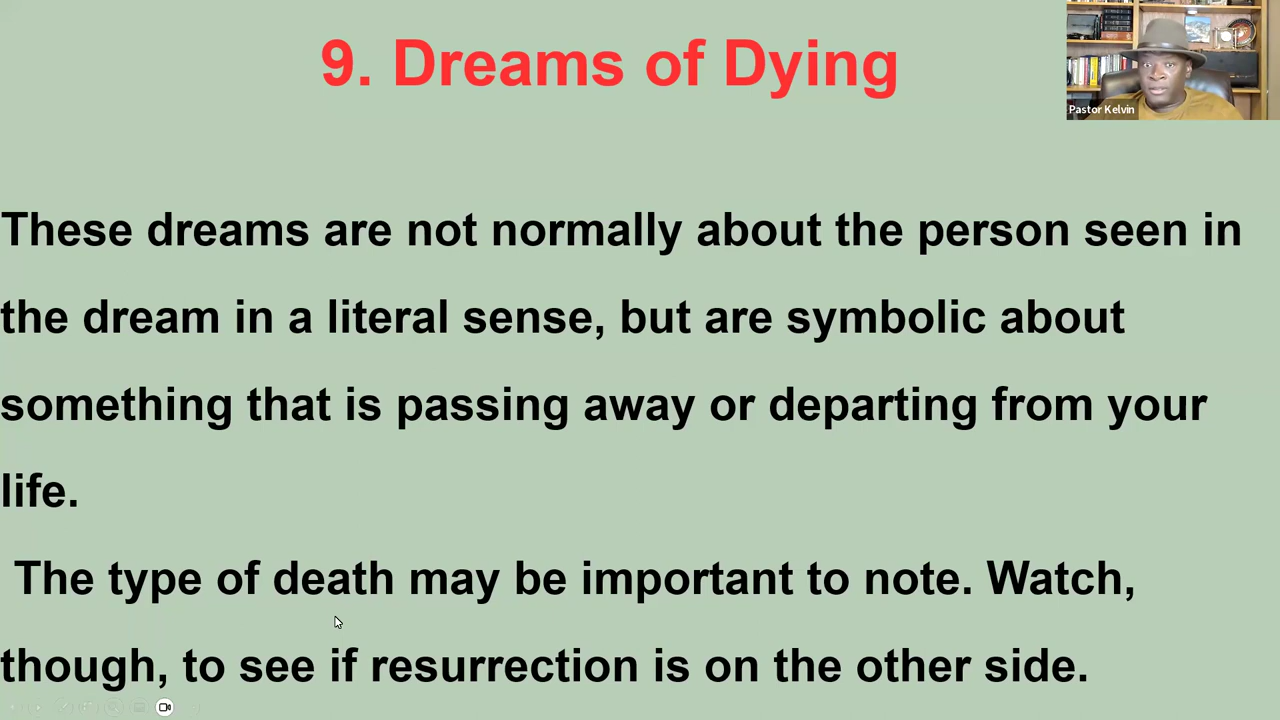 9. Dreams of Dying
Pastor Kelvin
These dreams are not normally about the person seen in
the dream in a literal sense, but are symbolic about
something that is passing away or departing from your
life.
The type of death may be important to note. Watch,
though, to see if resurrection is on the other side.